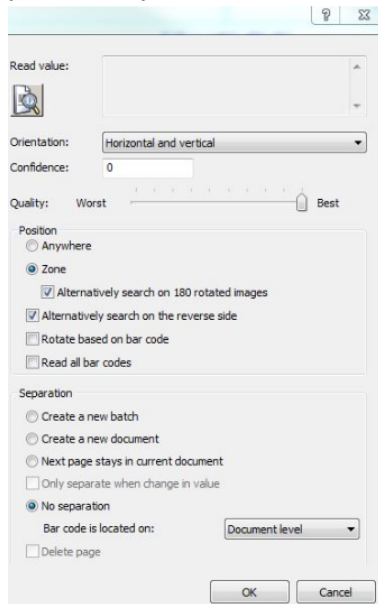 Read value:
Orientation: Horizontal and vertical
Confidence: 0
Quality: Worst Best
Position
Anywhere
Zone
Alternatively search on 180 rotated images
Alternatively search on the reverse side
Rotate based on bar code
Read all bar codes
Separation
Create a new batch
Create a new document
Next page stays in current document
Only separate when change in value
No separation
Bar code is located on: Document level
Delete page
OK Cancel